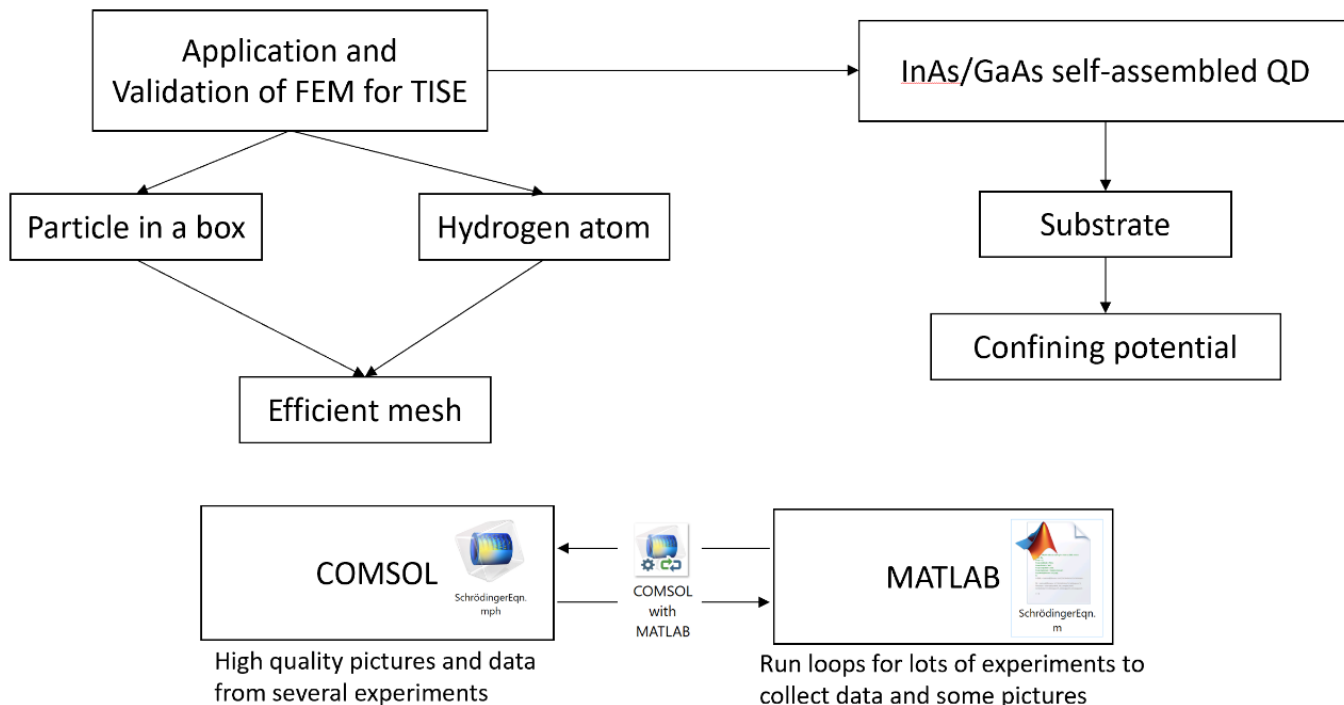 Application and
Validation of FEM for TISE
InAs/GaAs self-assembled QD
Particle in a box
Hydrogen atom
Substrate
Confining potential
Efficient mesh
COMSOL
SchrödingerEqn.
mph
COMSOL
with
MATLAB
MATLAB
SchrödingerEqn.
m
High quality pictures and data
from several experiments
Run loops for lots of experiments to
collect data and some pictures